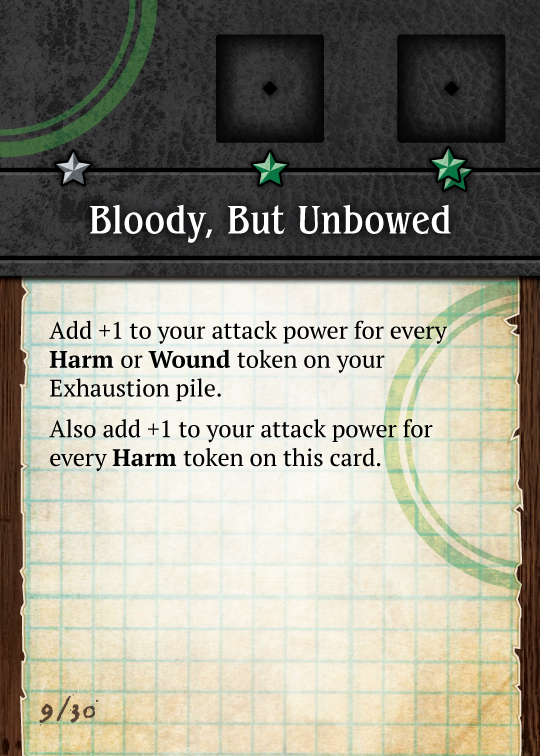 Bloody, But Unbowed
Add +1 to your attack power for every
Harm or Wound token on your
Exhaustion pile.
Also add +1 to your attack power for
every Harm token on this card.
9/30